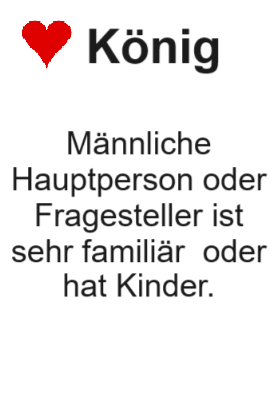 König
Männliche
Hauptperson oder
Fragesteller ist
sehr familiär  oder
hat Kinder.